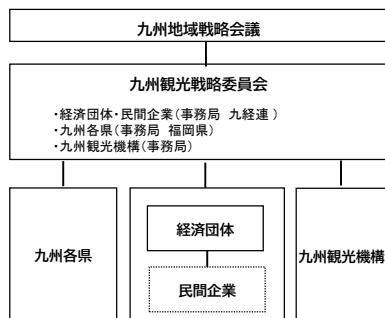 九州地域戦略会議
九州観光戦略委員会
・経済団体・民間企業（事務局 九経連 ）
・九州各県（事務局 福岡県）
・九州観光機構（事務局）
九州各県
経済団体
民間企業
九州観光機構